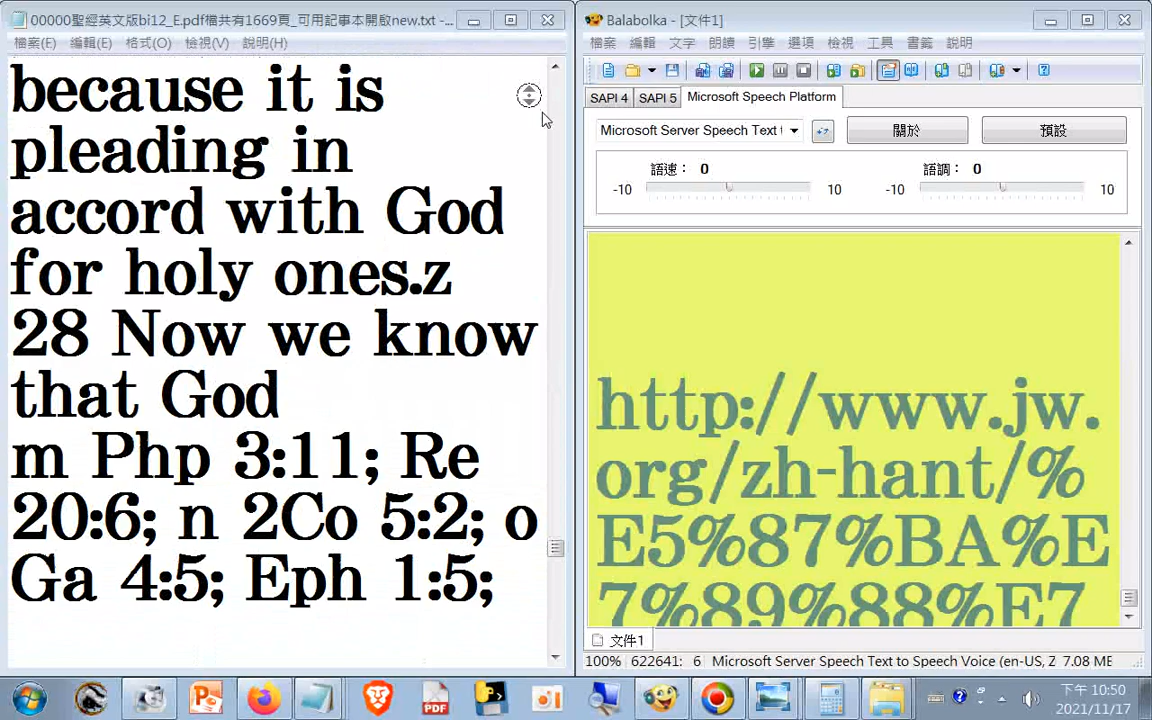 00000聖經英文版bi12_E.pdf檔共有1669頁_可用記事本開啟new.txt -...
檔案(E) 編輯(E) 格式(O) 檢視(V) 說明(H)
because it is
pleading in
accord with God
for holy ones.z
28 Now we know
that God
m Php 3:11; Re
20:6; n 2Co 5:2; o
Ga 4:5; Eph 1:5;
Balabolka - [文件1]
檔案 編輯 文字 朗讀 引擎 選項 檢視 工具 書籤 說明
SAPI 4 SAPI 5 Microsoft Speech Platform
Microsoft Server Speech Text t 關於 預設
語速： 0 語調： 0
-10 10 -10 10
http://www.jw.
org/zh-hant/%
E5%87%BA%E
7%89%88%E7
文件1
100% 622641: 6 Microsoft Server Speech Text to Speech Voice (en-US, Z 7.08 ME
PDF
下午 10:50
2021/11/17